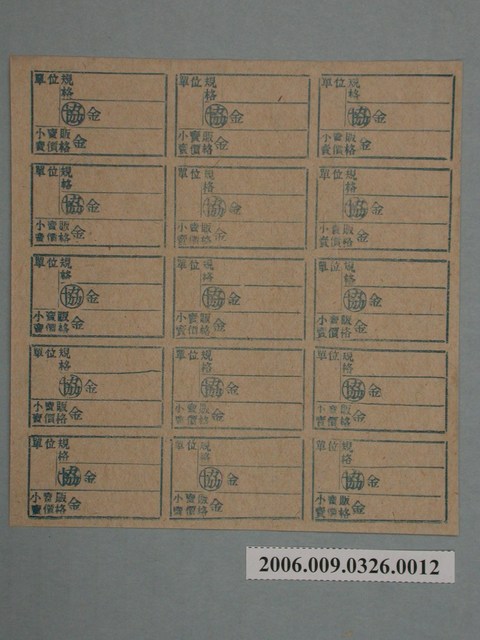 單位規
格
協金
小賣販
賣價格金
單位規
格
協金
小賣販
賣價格金
單位規
格
協金
小賣販
賣價格金
單位規
格
協金
小賣販
賣價格金
單位規
格
協金
小賣販
賣價格金
單位規
格
協金
小賣販
賣價格金
單位規
格
協金
小賣販
賣價格金
單位規
格
協金
小賣販
賣價格金
單位規
格
協金
小賣販
賣價格金
單位規
格
協金
小賣販
賣價格金
單位規
格
協金
小賣販
賣價格金
單位規
格
協金
小賣販
賣價格金
單位規
格
協金
小賣販
賣價格金
單位規
格
協金
小賣販
賣價格金
單位規
格
協金
小賣販
賣價格金
2006.009.0326.0012